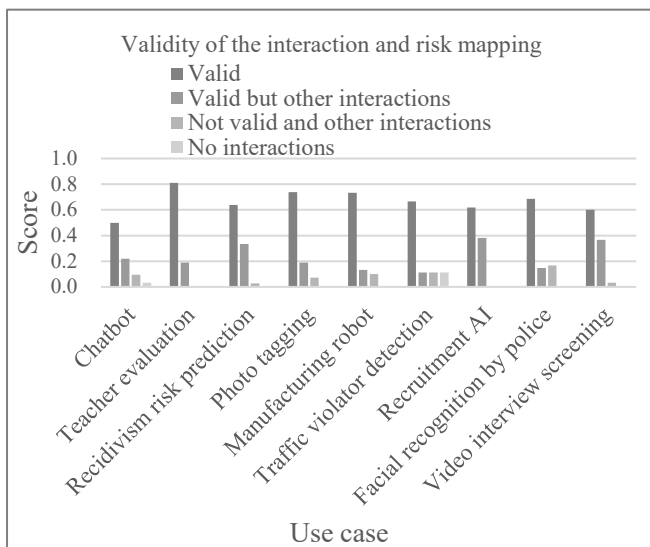 Validity of the interaction and risk mapping
Valid
Valid but other interactions
Not valid and other interactions
No interactions
1.0
0.8
0.6
0.4
0.2
0.0
Score
Chatbot
Teacher evaluation
Recidivism risk prediction
Photo tagging
Manufacturing robot
Traffic violator detection
Recruitment AI
Facial recognition by police
Video interview screening
Use case